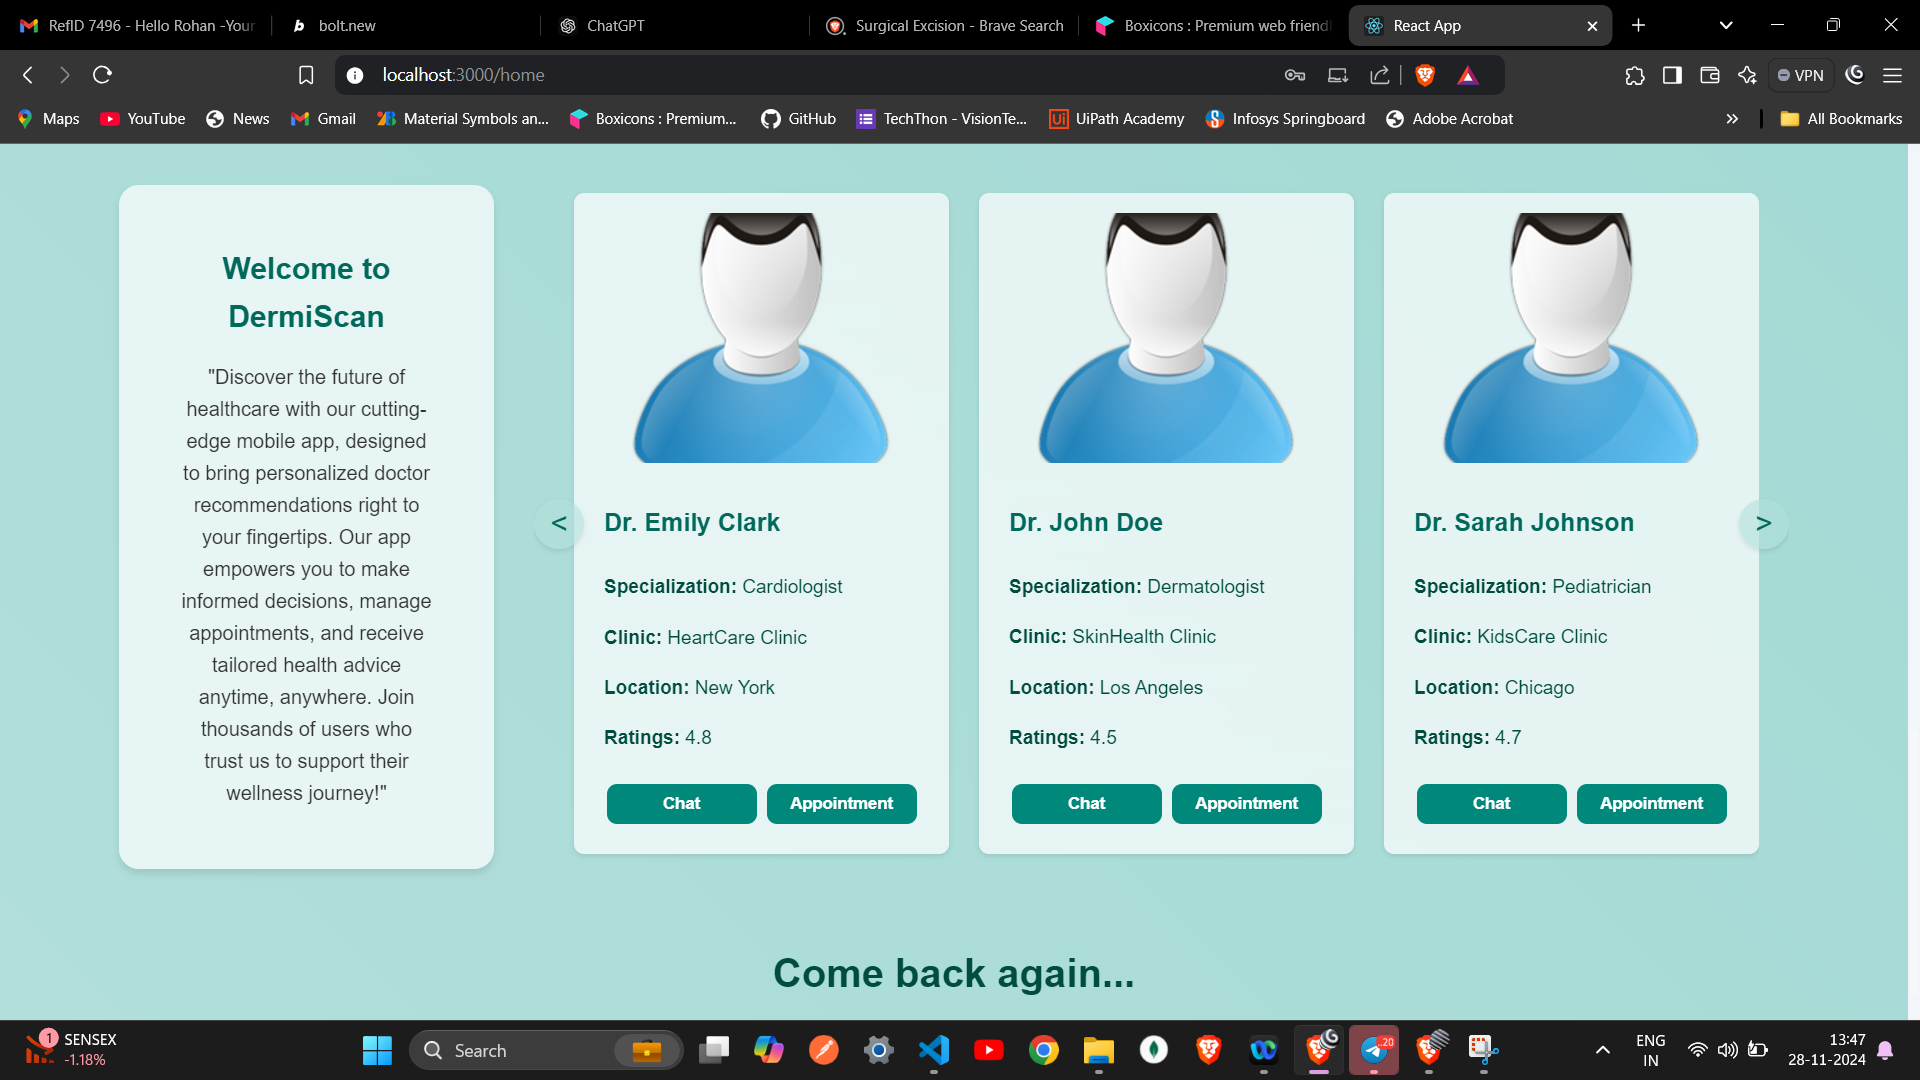 RefID 7496 - Hello Rohan -Your
bolt.new
ChatGPT
Surgical Excision - Brave Search
Boxicons : Premium web friendl
React App
localhost:3000/home
VPN
Maps
YouTube
News
Gmail
Material Symbols an...
Boxicons : Premium...
GitHub
TechThon - VisionTe...
UiPath Academy
Infosys Springboard
Adobe Acrobat
All Bookmarks
Welcome to
DermiScan
"Discover the future of
healthcare with our cutting-
edge mobile app, designed
to bring personalized doctor
recommendations right to
your fingertips. Our app
empowers you to make
informed decisions, manage
appointments, and receive
tailored health advice
anytime, anywhere. Join
thousands of users who
trust us to support their
wellness journey!"
<
Dr. Emily Clark
Specialization: Cardiologist
Clinic: HeartCare Clinic
Location: New York
Ratings: 4.8
Chat
Appointment
Dr. John Doe
Specialization: Dermatologist
Clinic: SkinHealth Clinic
Location: Los Angeles
Ratings: 4.5
Chat
Appointment
Dr. Sarah Johnson
Specialization: Pediatrician
Clinic: KidsCare Clinic
Location: Chicago
Ratings: 4.7
Chat
Appointment
>
Come back again...
1
SENSEX
-1.18%
Search
..20
ENG
IN
13:47
28-11-2024